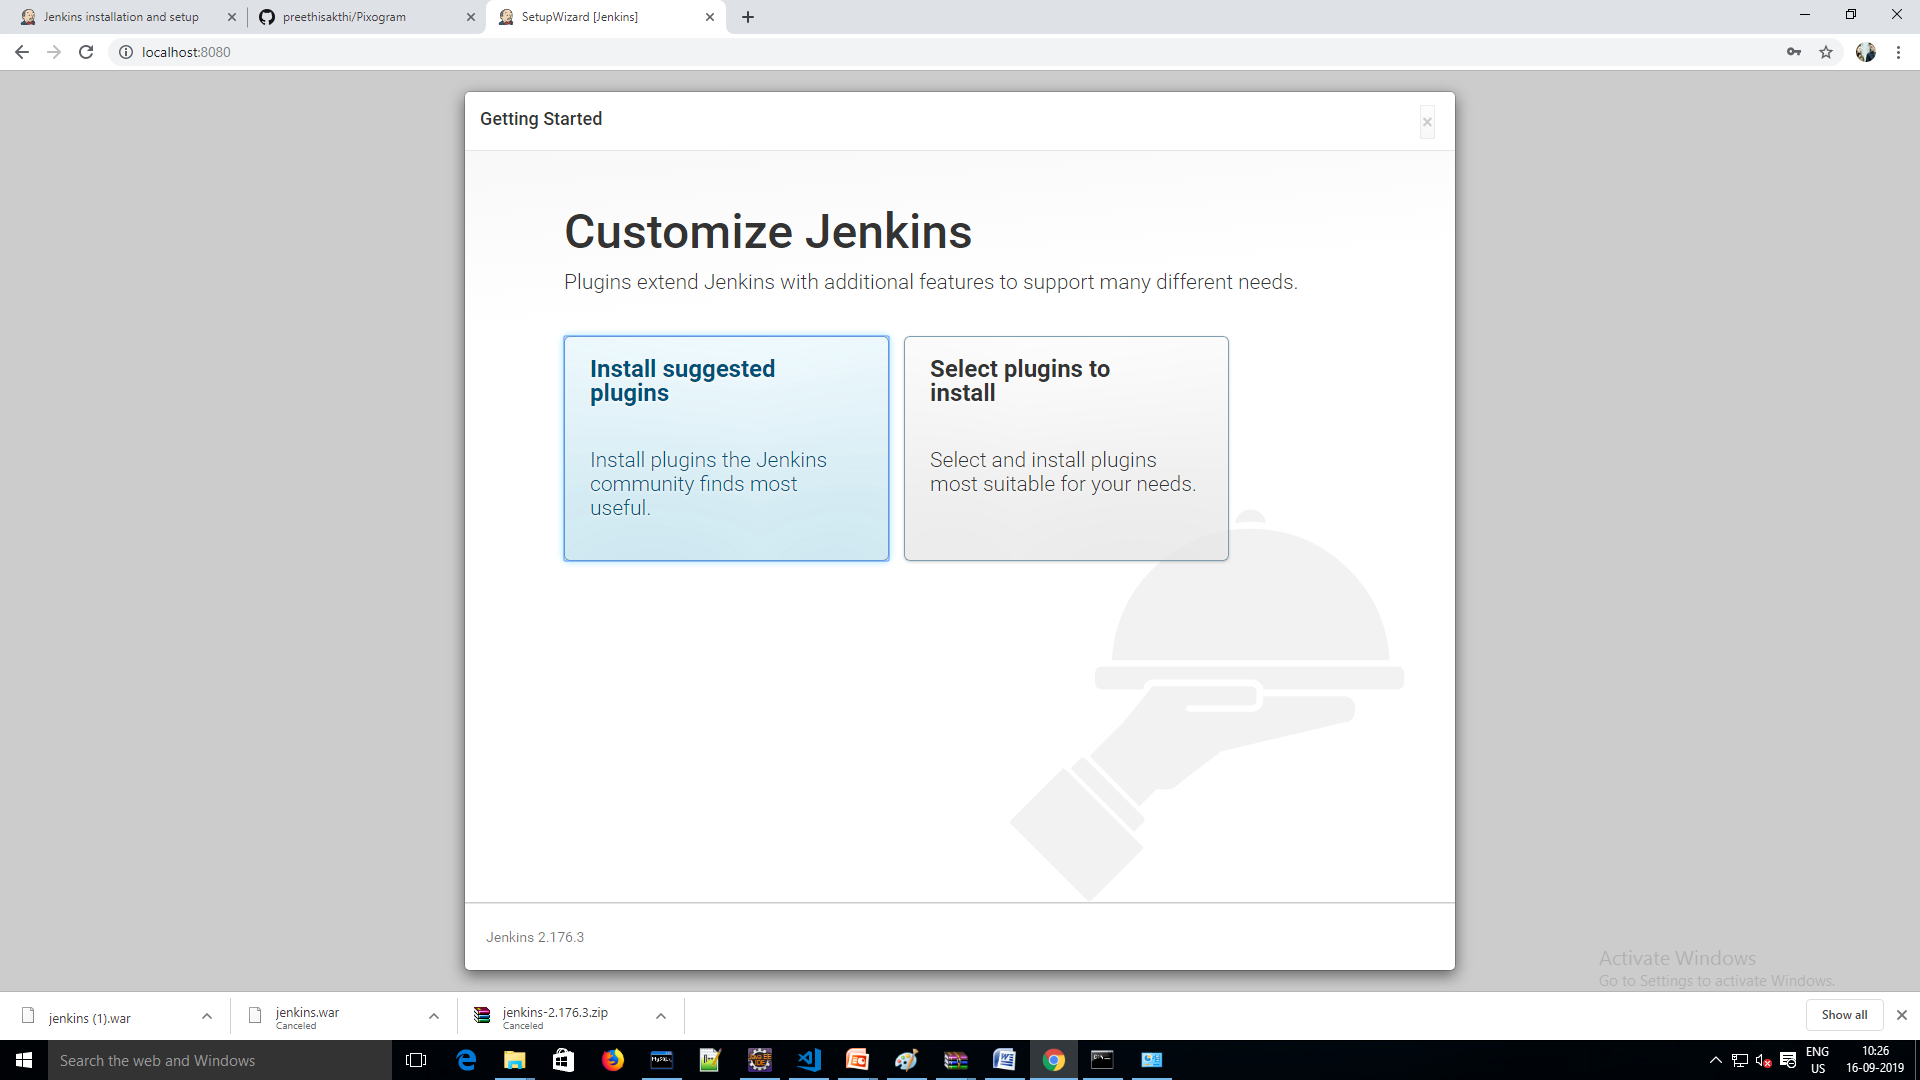 Jenkins installation and setup
preethisakthi/Pixogram
SetupWizard [Jenkins]
localhost:8080
Getting Started
Customize Jenkins
Plugins extend Jenkins with additional features to support many different needs.
Install suggested
plugins
Install plugins the Jenkins
community finds most
useful.
Select plugins to
install
Select and install plugins
most suitable for your needs.
Jenkins 2.176.3
Activate Windows
Go to Settings to activate Windows.
jenkins (1).war
jenkins.war
Canceled
jenkins-2.176.3.zip
Canceled
Show all
Search the web and Windows
ENG
US
10:26
16-09-2019